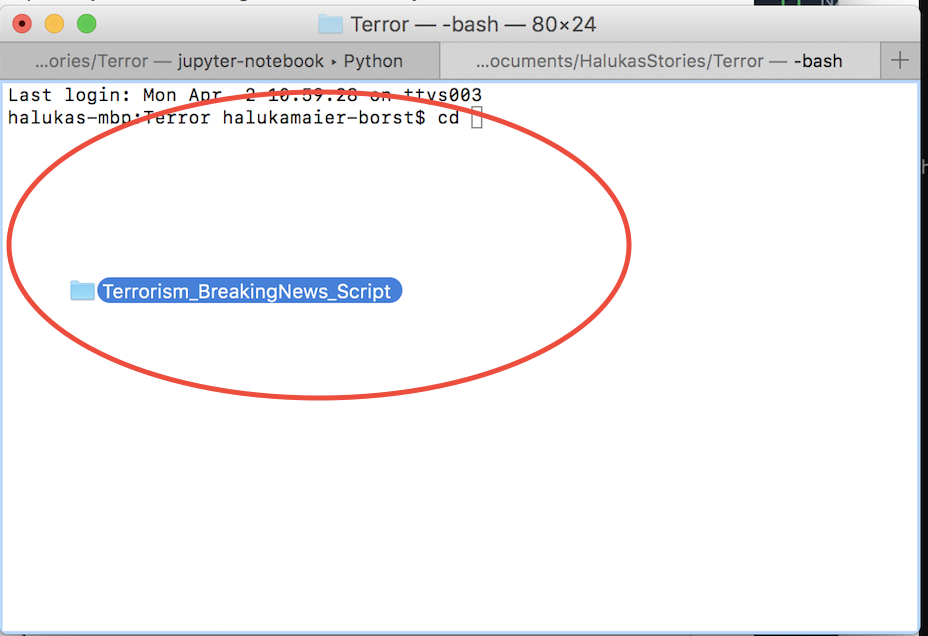 Terror — -bash — 80×24
...ories/Terror — jupyter-notebook ▸ Python
...ocuments/HalukasStories/Terror — -bash
Last login: Mon Apr  2 10:59:28 on ttys003
halukas-mbp:Terror halukamaier-borst$ cd
Terrorism_BreakingNews_Script